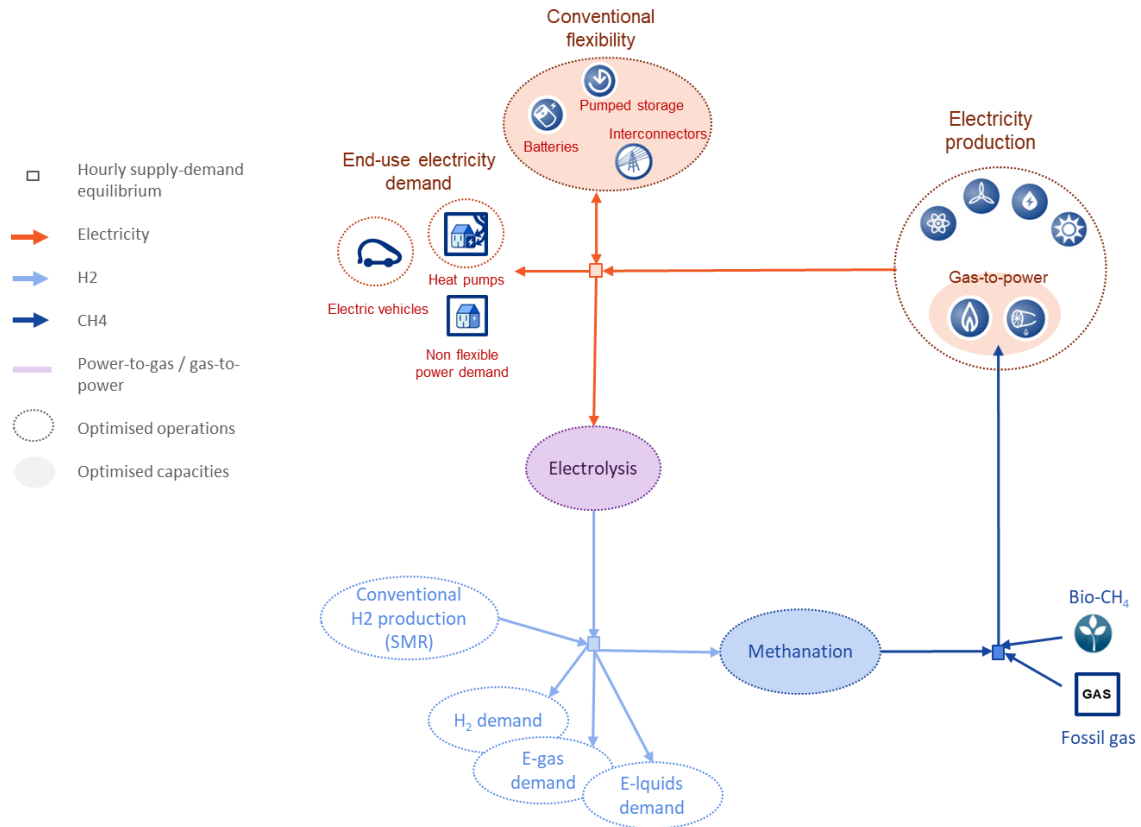 Conventional
flexibility
Pumped storage
Batteries
Interconnectors
Electricity
production
End-use electricity
demand
Heat pumps
Electric vehicles
Non flexible
power demand
Gas-to-power
Hourly supply-demand
equilibrium
Electricity
H2
CH4
Power-to-gas / gas-to-
power
Optimised operations
Optimised capacities
Electrolysis
Conventional
H2 production
(SMR)
Methanation
Bio-CH₄
GAS
Fossil gas
H₂ demand
E-gas
demand
E-lquids
demand